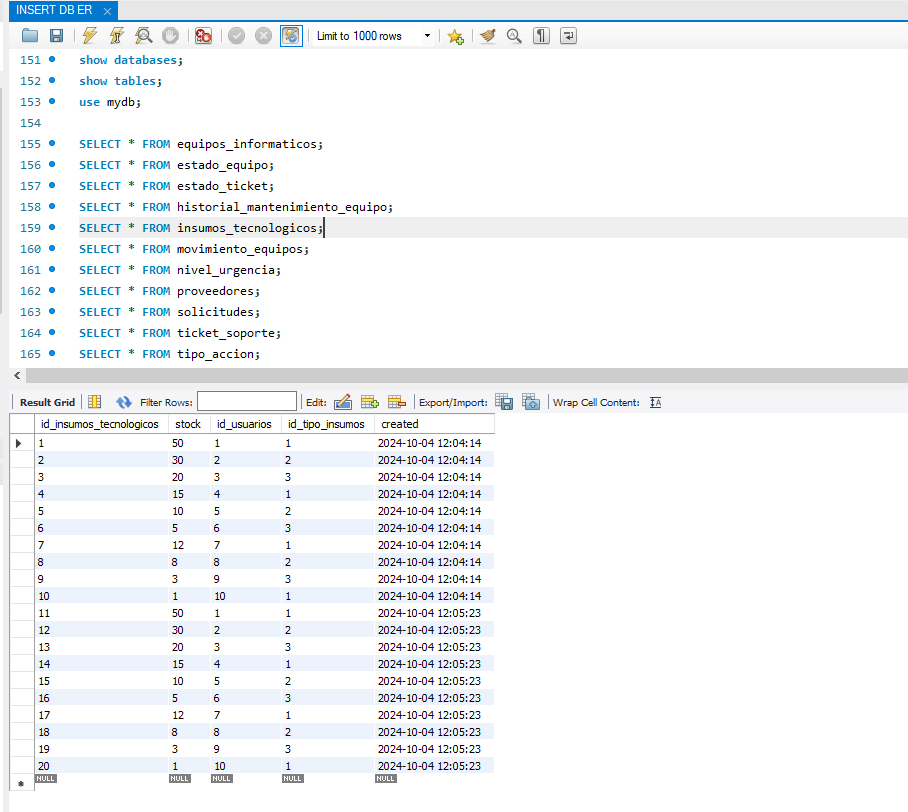 INSERT DB ER
Limit to 1000 rows
151 show databases;
152 show tables;
153 use mydb;
154
155 SELECT * FROM equipos_informaticos;
156 SELECT * FROM estado_equipo;
157 SELECT * FROM estado_ticket;
158 SELECT * FROM historial_mantenimiento_equipo;
159 SELECT * FROM insumos_tecnologicos;
160 SELECT * FROM movimiento_equipos;
161 SELECT * FROM nivel_urgencia;
162 SELECT * FROM proveedores;
163 SELECT * FROM solicitudes;
164 SELECT * FROM ticket_soporte;
165 SELECT * FROM tipo_accion;
Result Grid Filter Rows: Edit: Export/Import: Wrap Cell Content:
id_insumos_tecnologicos stock id_usuarios id_tipo_insumos created
1 50 1 1 2024-10-04 12:04:14
2 30 2 2 2024-10-04 12:04:14
3 20 3 3 2024-10-04 12:04:14
4 15 4 1 2024-10-04 12:04:14
5 10 5 2 2024-10-04 12:04:14
6 5 6 3 2024-10-04 12:04:14
7 12 7 1 2024-10-04 12:04:14
8 8 8 2 2024-10-04 12:04:14
9 3 9 3 2024-10-04 12:04:14
10 1 10 1 2024-10-04 12:04:14
11 50 1 1 2024-10-04 12:05:23
12 30 2 2 2024-10-04 12:05:23
13 20 3 3 2024-10-04 12:05:23
14 15 4 1 2024-10-04 12:05:23
15 10 5 2 2024-10-04 12:05:23
16 5 6 3 2024-10-04 12:05:23
17 12 7 1 2024-10-04 12:05:23
18 8 8 2 2024-10-04 12:05:23
19 3 9 3 2024-10-04 12:05:23
20 1 10 1 2024-10-04 12:05:23
NULL NULL NULL NULL NULL